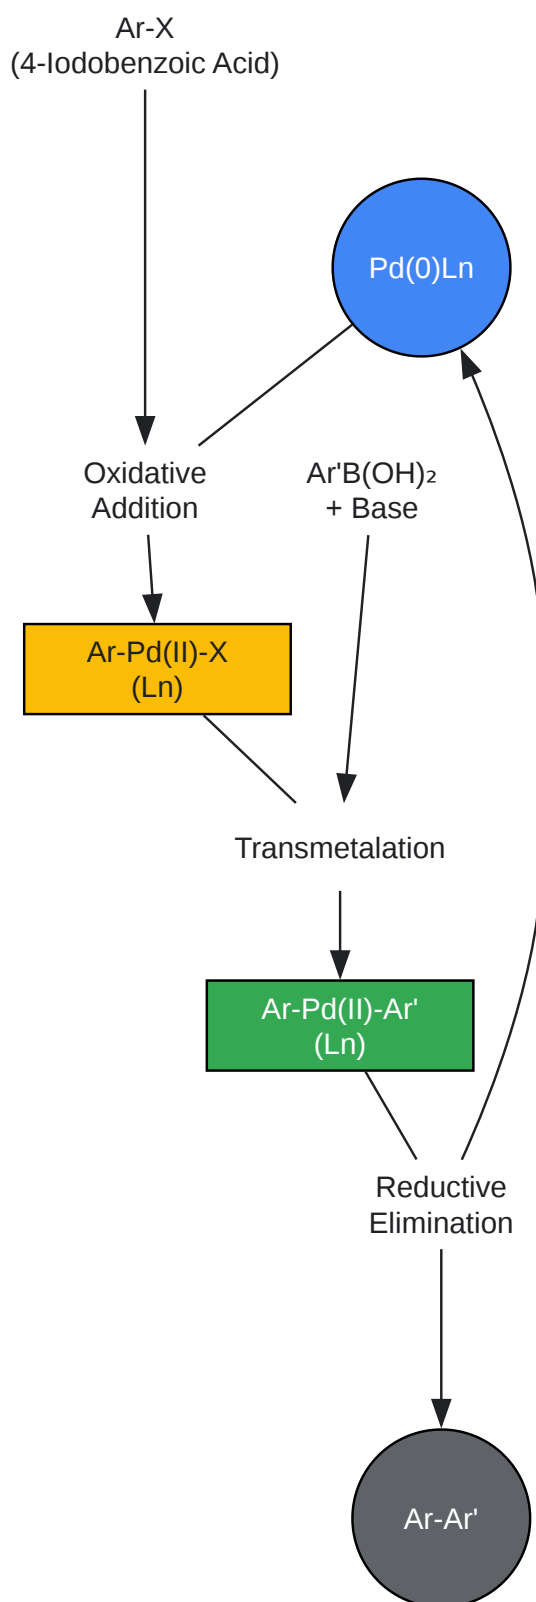 Ar-X
(4-Iodobenzoic Acid)
Pd(0)Ln
Oxidative
Addition
Ar'B(OH)₂
+ Base
Ar-Pd(II)-X
(Ln)
Transmetalation
Ar-Pd(II)-Ar'
(Ln)
Reductive
Elimination
Ar-Ar'